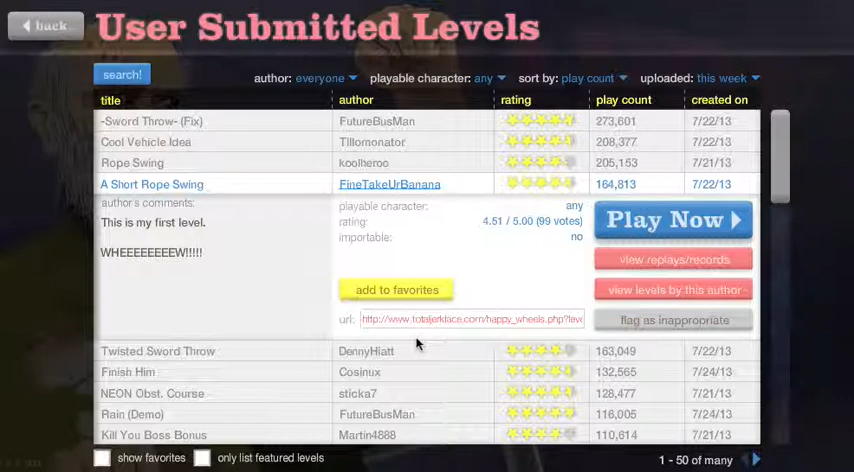 back
User Submitted Levels
search!
author: everyone playable character: any sort by: play count uploaded: this week
title author rating play count created on
-Sword Throw- (Fix) FutureBusMan 273,601 7/22/13
Cool Vehicle Idea Tillomonator 208,377 7/22/13
Rope Swing koolheroo 205,153 7/21/13
A Short Rope Swing FineTakeUrBanana 164,813 7/22/13
author's comments:
This is my first level.
WHEEEEEEEEW!!!!!
playable character: any
rating: 4.51 / 5.00 (99 votes)
importable: no
add to favorites
url: http://www.totaljerkface.com/happy_wheels.php?leve
Play Now
view replays/records
view levels by this author
flag as inappropriate
Twisted Sword Throw DennyHiatt 163,049 7/22/13
Finish Him Cosinux 132,565 7/24/13
NEON Obst. Course sticka7 128,477 7/21/13
Rain (Demo) FutureBusMan 116,005 7/24/13
Kill You Boss Bonus Martin4888 110,614 7/21/13
show favorites only list featured levels 1 - 50 of many